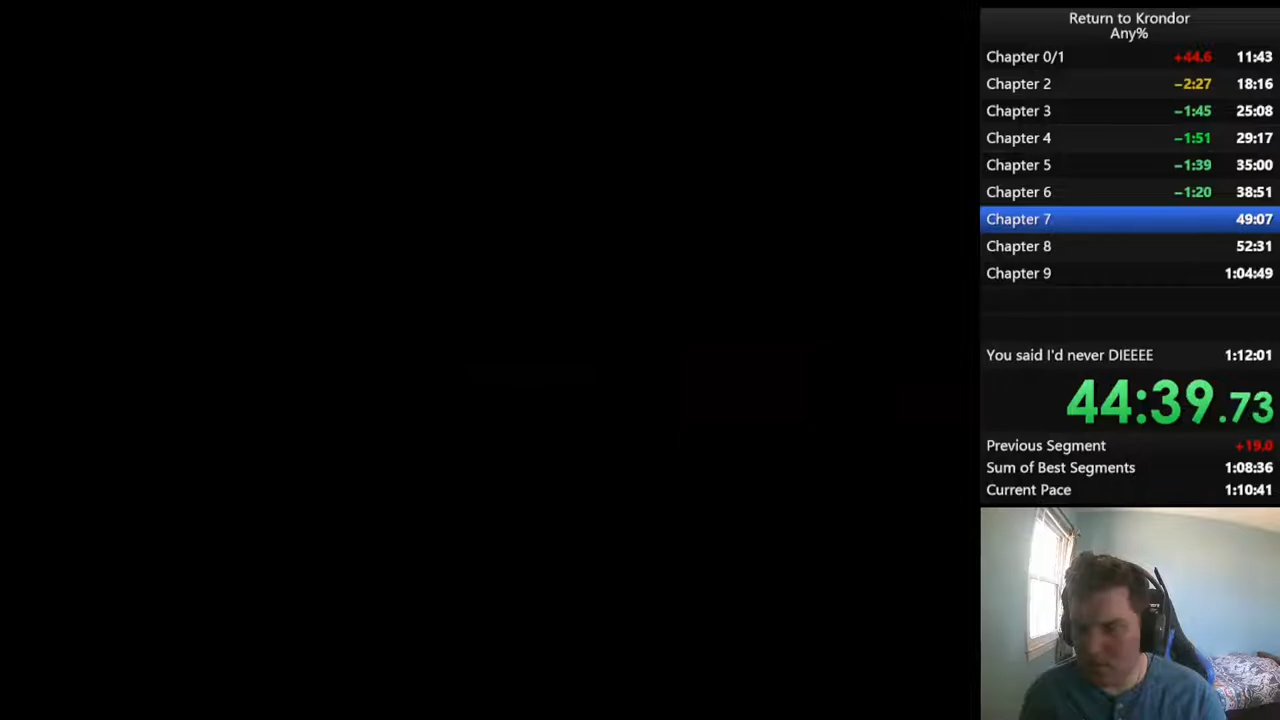 Return to Krondor
Any%
Chapter 0/1 +44.6 11:43
Chapter 2 −2:27 18:16
Chapter 3 −1:45 25:08
Chapter 4 −1:51 29:17
Chapter 5 −1:39 35:00
Chapter 6 −1:20 38:51
Chapter 7 49:07
Chapter 8 52:31
Chapter 9 1:04:49
You said I'd never DIEEEE 1:12:01
44:39.73
Previous Segment +19.0
Sum of Best Segments 1:08:36
Current Pace 1:10:41